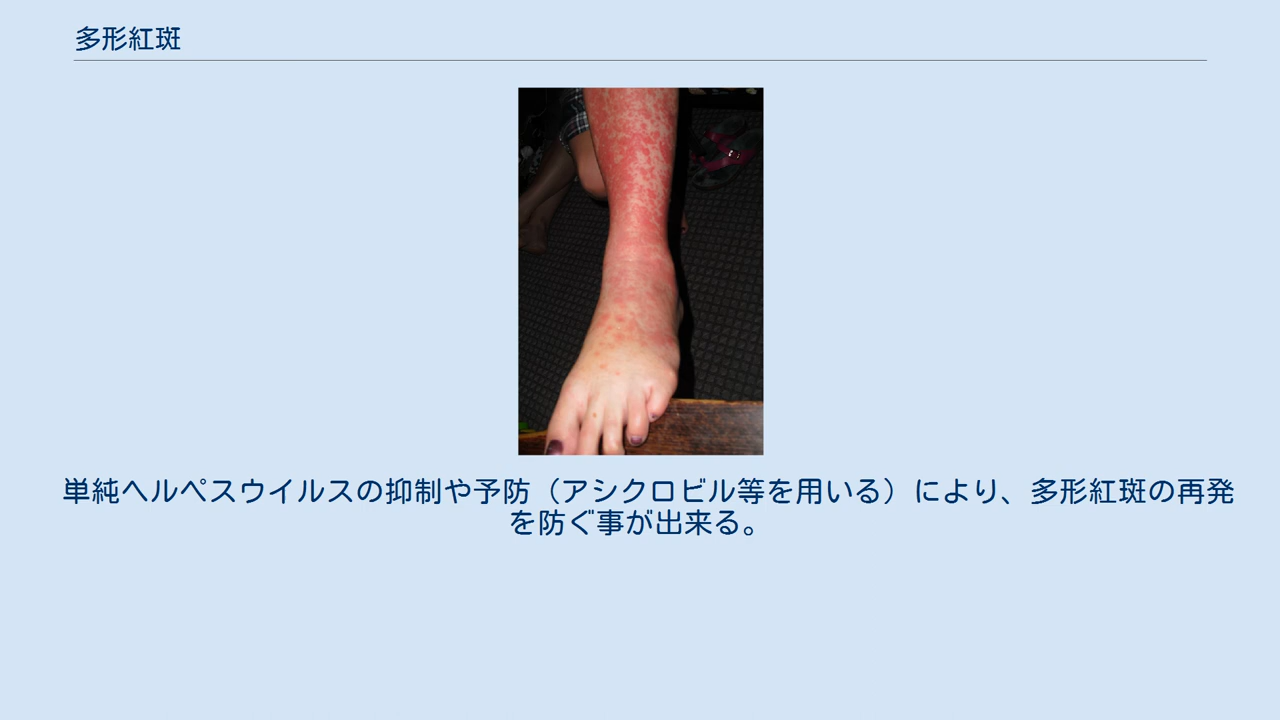 多形紅斑
単純ヘルペスウイルスの抑制や予防（アシクロビル等を用いる）により、多形紅斑の再発
を防ぐ事が出来る。